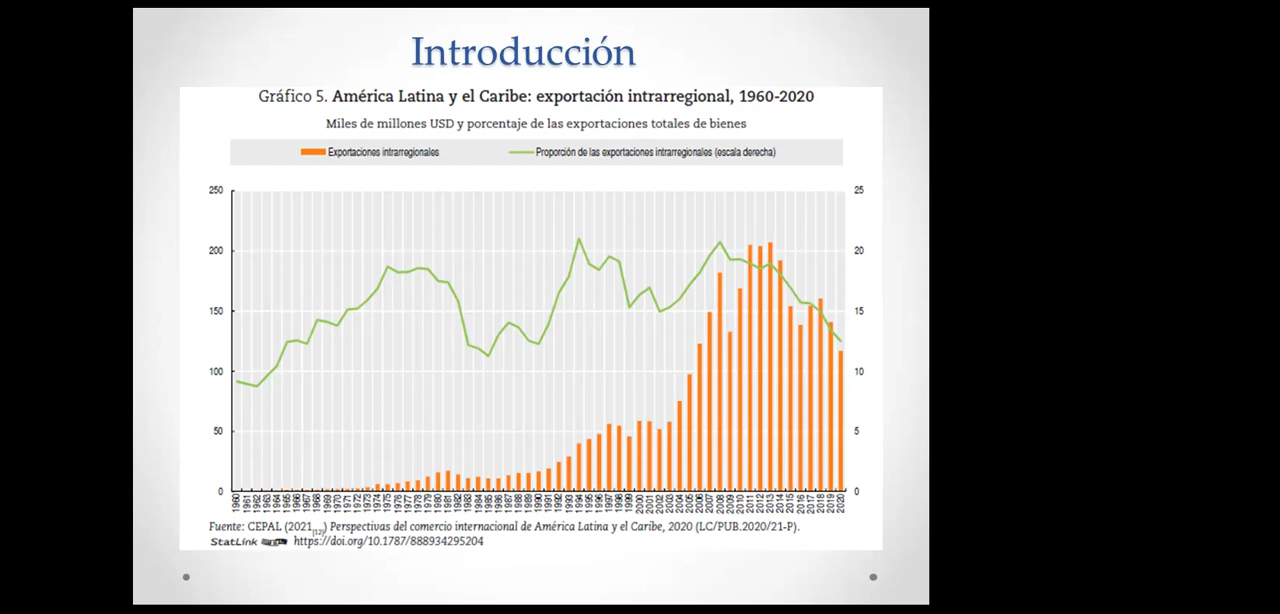 Introducción
Gráfico 5. América Latina y el Caribe: exportación intrarregional, 1960-2020
Miles de millones USD y porcentaje de las exportaciones totales de bienes
Exportaciones intrarregionales Proporción de las exportaciones intrarregionales (escala derecha)
250 25
200 20
150 15
100 10
50 5
0 0
1960 1961 1962 1963 1964 1965 1966 1967 1968 1969 1970 1971 1972 1973 1974 1975 1976 1977 1978 1979 1980 1981 1982 1983 1984 1985 1986 1987 1988 1989 1990 1991 1992 1993 1994 1995 1996 1997 1998 1999 2000 2001 2002 2003 2004 2005 2006 2007 2008 2009 2010 2011 2012 2013 2014 2015 2016 2017 2018 2019 2020
Fuente: CEPAL (2021[12]) Perspectivas del comercio internacional de América Latina y el Caribe, 2020 (LC/PUB.2020/21-P).
StatLink https://doi.org/10.1787/888934295204